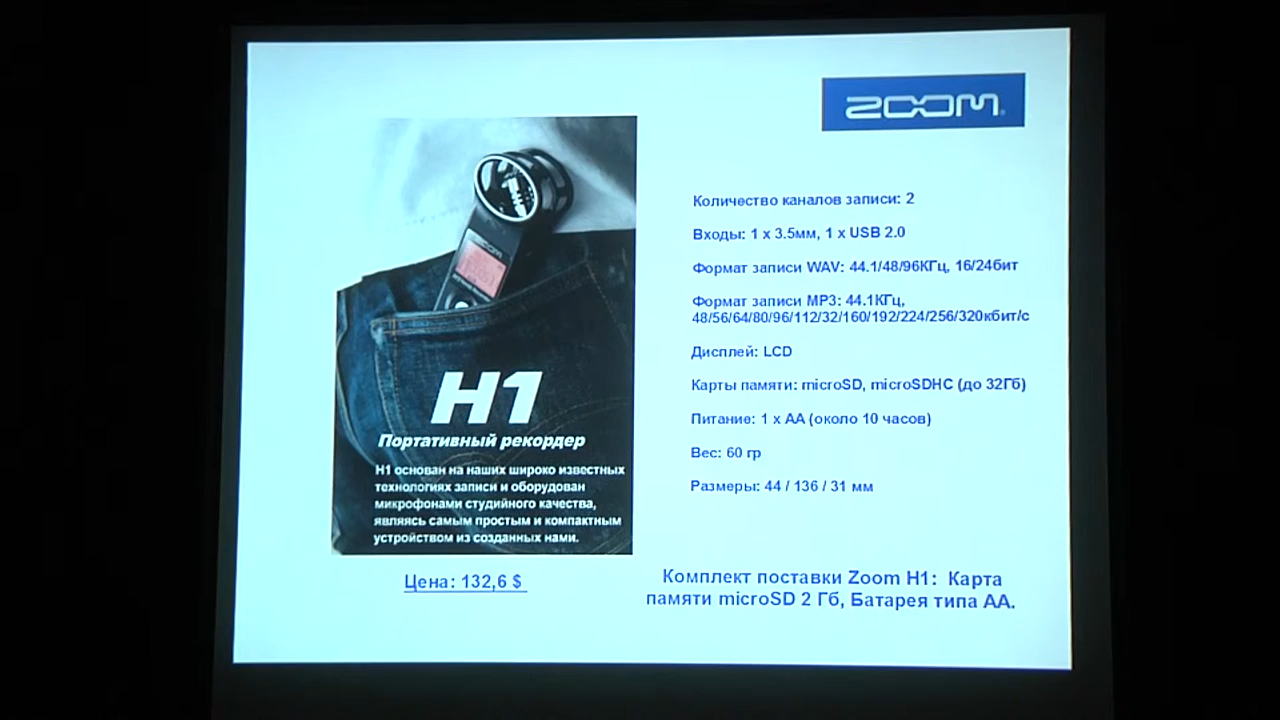 ZOOM
Количество каналов записи: 2
Входы: 1 x 3.5мм, 1 x USB 2.0
Формат записи WAV: 44.1/48/96КГц, 16/24бит
Формат записи MP3: 44.1КГц,
48/56/64/80/96/112/32/160/192/224/256/320кбит/с
Дисплей: LCD
Карты памяти: microSD, microSDHC (до 32Гб)
Питание: 1 x AA (около 10 часов)
Вес: 60 гр
Размеры: 44 / 136 / 31 мм
ZOOM
H1
Портативный рекордер
H1 основан на наших широко известных
технологиях записи и оборудован
микрофонами студийного качества,
являясь самым простым и компактным
устройством из созданных нами.
Цена: 132,6 $
Комплект поставки Zoom H1: Карта
памяти microSD 2 Гб, Батарея типа АА.